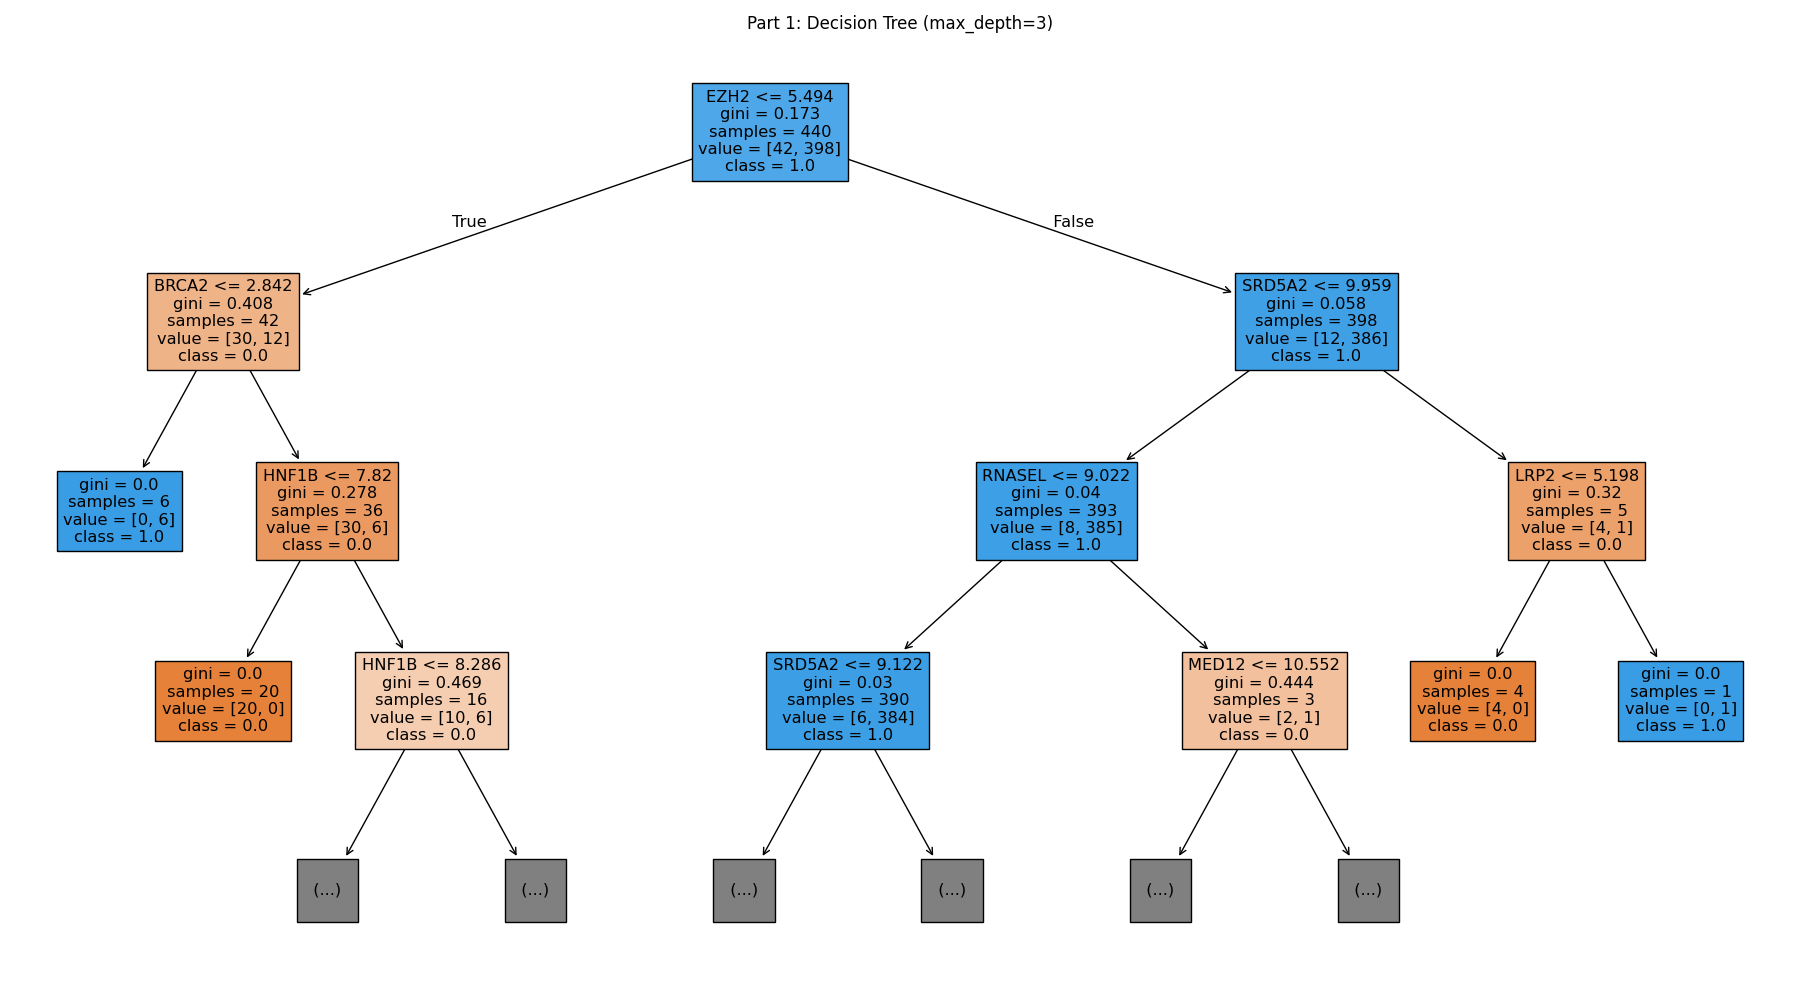 Part 1: Decision Tree (max_depth=3)
EZH2 <= 5.494
gini = 0.173
samples = 440
value = [42, 398]
class = 1.0
True
False
BRCA2 <= 2.842
gini = 0.408
samples = 42
value = [30, 12]
class = 0.0
SRD5A2 <= 9.959
gini = 0.058
samples = 398
value = [12, 386]
class = 1.0
gini = 0.0
samples = 6
value = [0, 6]
class = 1.0
HNF1B <= 7.82
gini = 0.278
samples = 36
value = [30, 6]
class = 0.0
RNASEL <= 9.022
gini = 0.04
samples = 393
value = [8, 385]
class = 1.0
LRP2 <= 5.198
gini = 0.32
samples = 5
value = [4, 1]
class = 0.0
gini = 0.0
samples = 20
value = [20, 0]
class = 0.0
HNF1B <= 8.286
gini = 0.469
samples = 16
value = [10, 6]
class = 0.0
SRD5A2 <= 9.122
gini = 0.03
samples = 390
value = [6, 384]
class = 1.0
MED12 <= 10.552
gini = 0.444
samples = 3
value = [2, 1]
class = 0.0
gini = 0.0
samples = 4
value = [4, 0]
class = 0.0
gini = 0.0
samples = 1
value = [0, 1]
class = 1.0
(...)
(...)
(...)
(...)
(...)
(...)